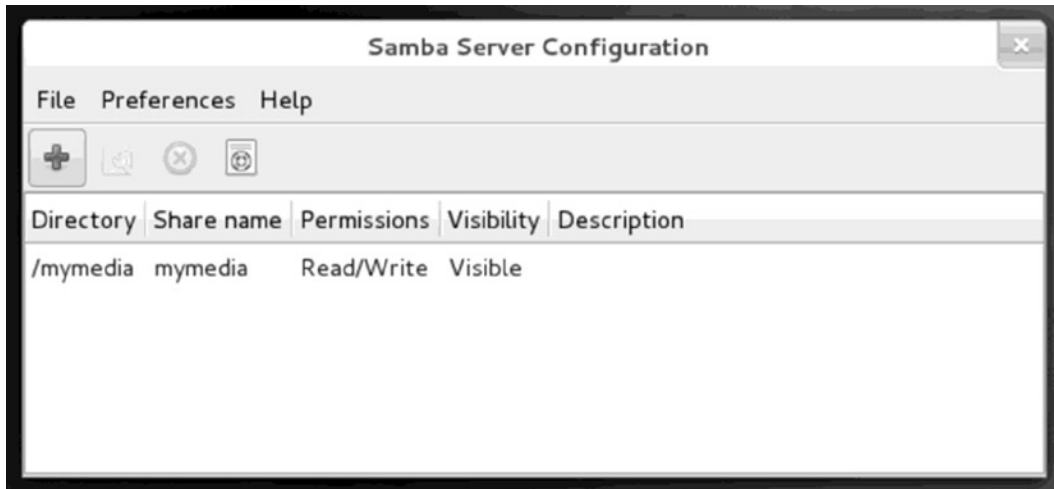 Samba Server Configuration
File Preferences Help
Directory Share name Permissions Visibility Description
/mymedia mymedia Read/Write Visible